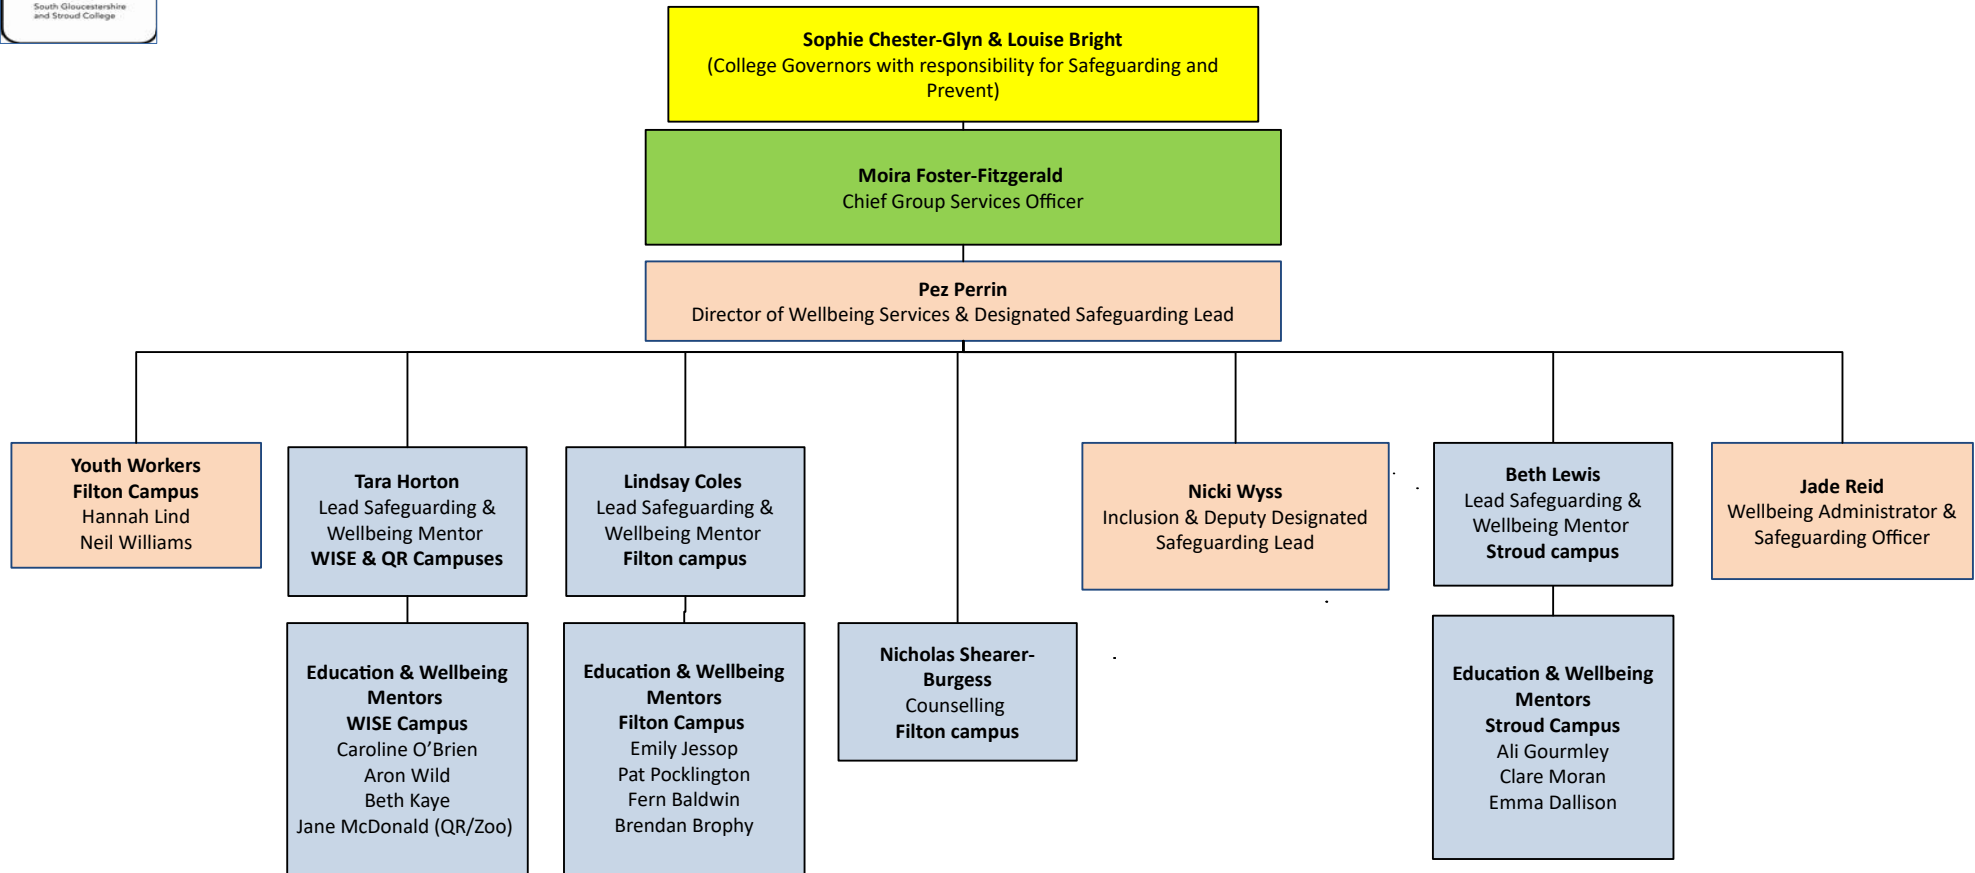 South Gloucestershire
and Stroud College
Sophie Chester-Glyn & Louise Bright
(College Governors with responsibility for Safeguarding and
Prevent)
Moira Foster-Fitzgerald
Chief Group Services Officer
Pez Perrin
Director of Wellbeing Services & Designated Safeguarding Lead
Youth Workers
Filton Campus
Hannah Lind
Neil Williams
Tara Horton
Lead Safeguarding &
Wellbeing Mentor
WISE & QR Campuses
Lindsay Coles
Lead Safeguarding &
Wellbeing Mentor
Filton campus
Nicki Wyss
Inclusion & Deputy Designated
Safeguarding Lead
Beth Lewis
Lead Safeguarding &
Wellbeing Mentor
Stroud campus
Jade Reid
Wellbeing Administrator &
Safeguarding Officer
Education & Wellbeing
Mentors
WISE Campus
Caroline O’Brien
Aron Wild
Beth Kaye
Jane McDonald (QR/Zoo)
Education & Wellbeing
Mentors
Filton Campus
Emily Jessop
Pat Pocklington
Fern Baldwin
Brendan Brophy
Nicholas Shearer-
Burgess
Counselling
Filton campus
Education & Wellbeing
Mentors
Stroud Campus
Ali Gourmley
Clare Moran
Emma Dallison